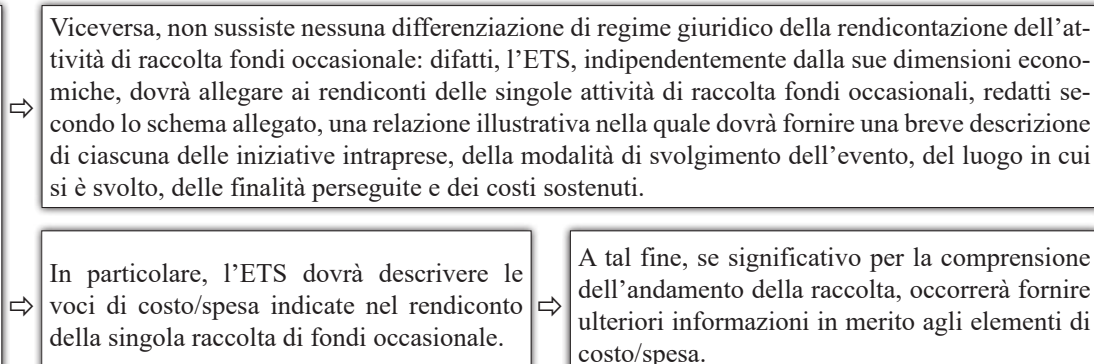 Viceversa, non sussiste nessuna differenziazione di regime giuridico della rendicontazione dell’at-
tività di raccolta fondi occasionale: difatti, l’ETS, indipendentemente dalla sue dimensioni econo-
miche, dovrà allegare ai rendiconti delle singole attività di raccolta fondi occasionali, redatti se-
condo lo schema allegato, una relazione illustrativa nella quale dovrà fornire una breve descrizione
di ciascuna delle iniziative intraprese, della modalità di svolgimento dell’evento, del luogo in cui
si è svolto, delle finalità perseguite e dei costi sostenuti.
In particolare, l’ETS dovrà descrivere le
voci di costo/spesa indicate nel rendiconto
della singola raccolta di fondi occasionale.
A tal fine, se significativo per la comprensione
dell’andamento della raccolta, occorrerà fornire
ulteriori informazioni in merito agli elementi di
costo/spesa.